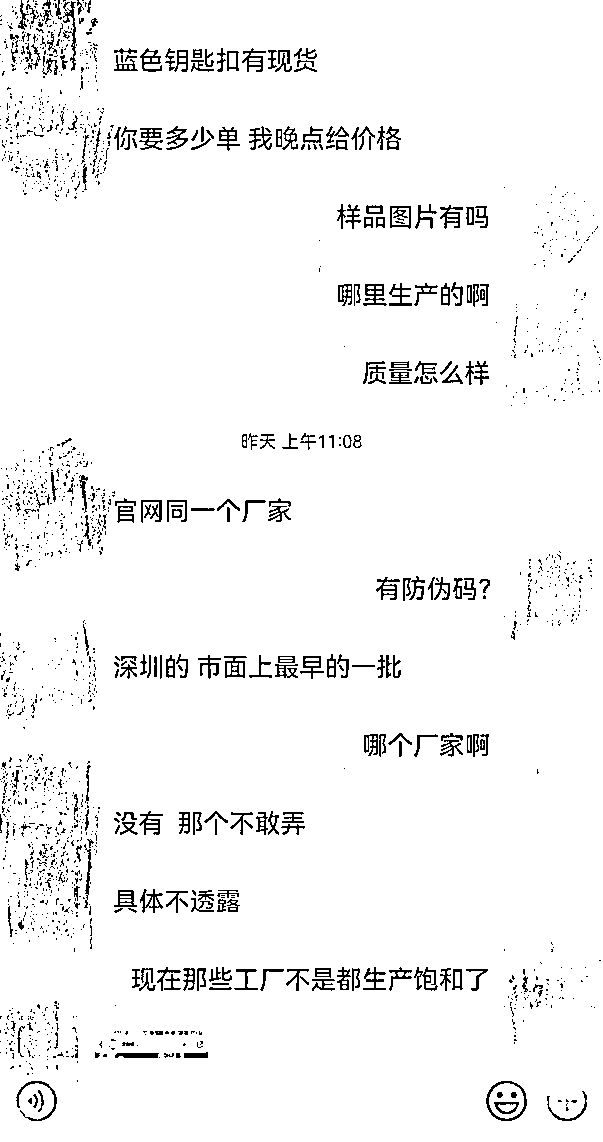 蓝色钥匙扣有现货
你要多少单 我晚点给价格
样品图片有吗
哪里生产的啊
质量怎么样
昨天 上午11:08
官网同一个厂家
有防伪码?
深圳的 市面上最早的一批
哪个厂家啊
没有 那个不敢弄
具体不透露
现在那些工厂不是都生产饱和了